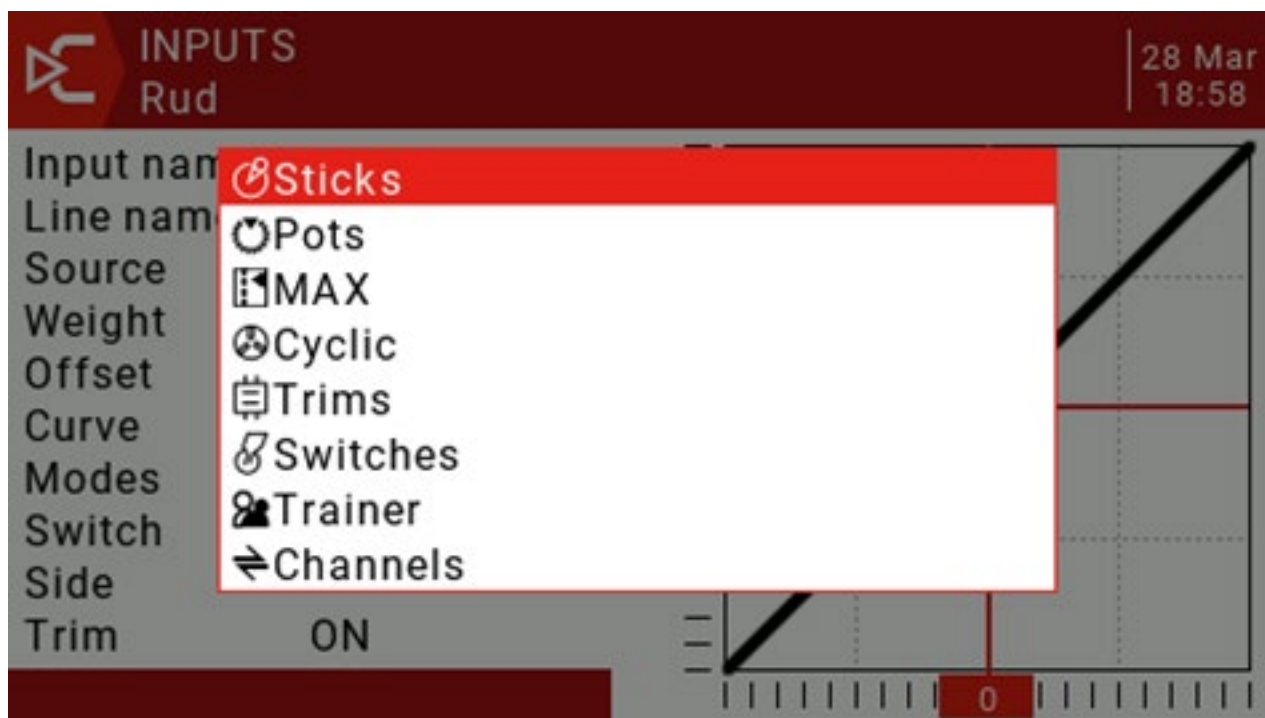 INPUTS
Rud
28 Mar
18:58
Input nam
Line nam
Source
Weight
Offset
Curve
Modes
Switch
Side
Trim ON
Sticks
Pots
MAX
Cyclic
Trims
Switches
Trainer
Channels
0